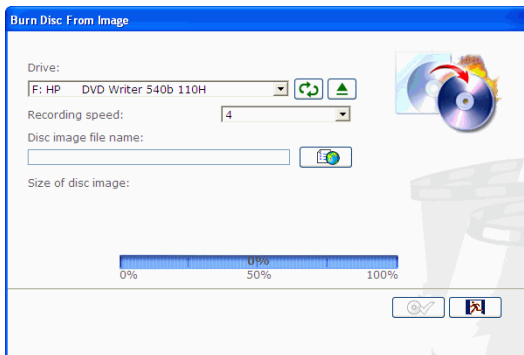 Burn Disc From Image
Drive:
F: HP DVD Writer 540b 110H
Recording speed:
4
Disc image file name:
Size of disc image:
0%
0% 50% 100%